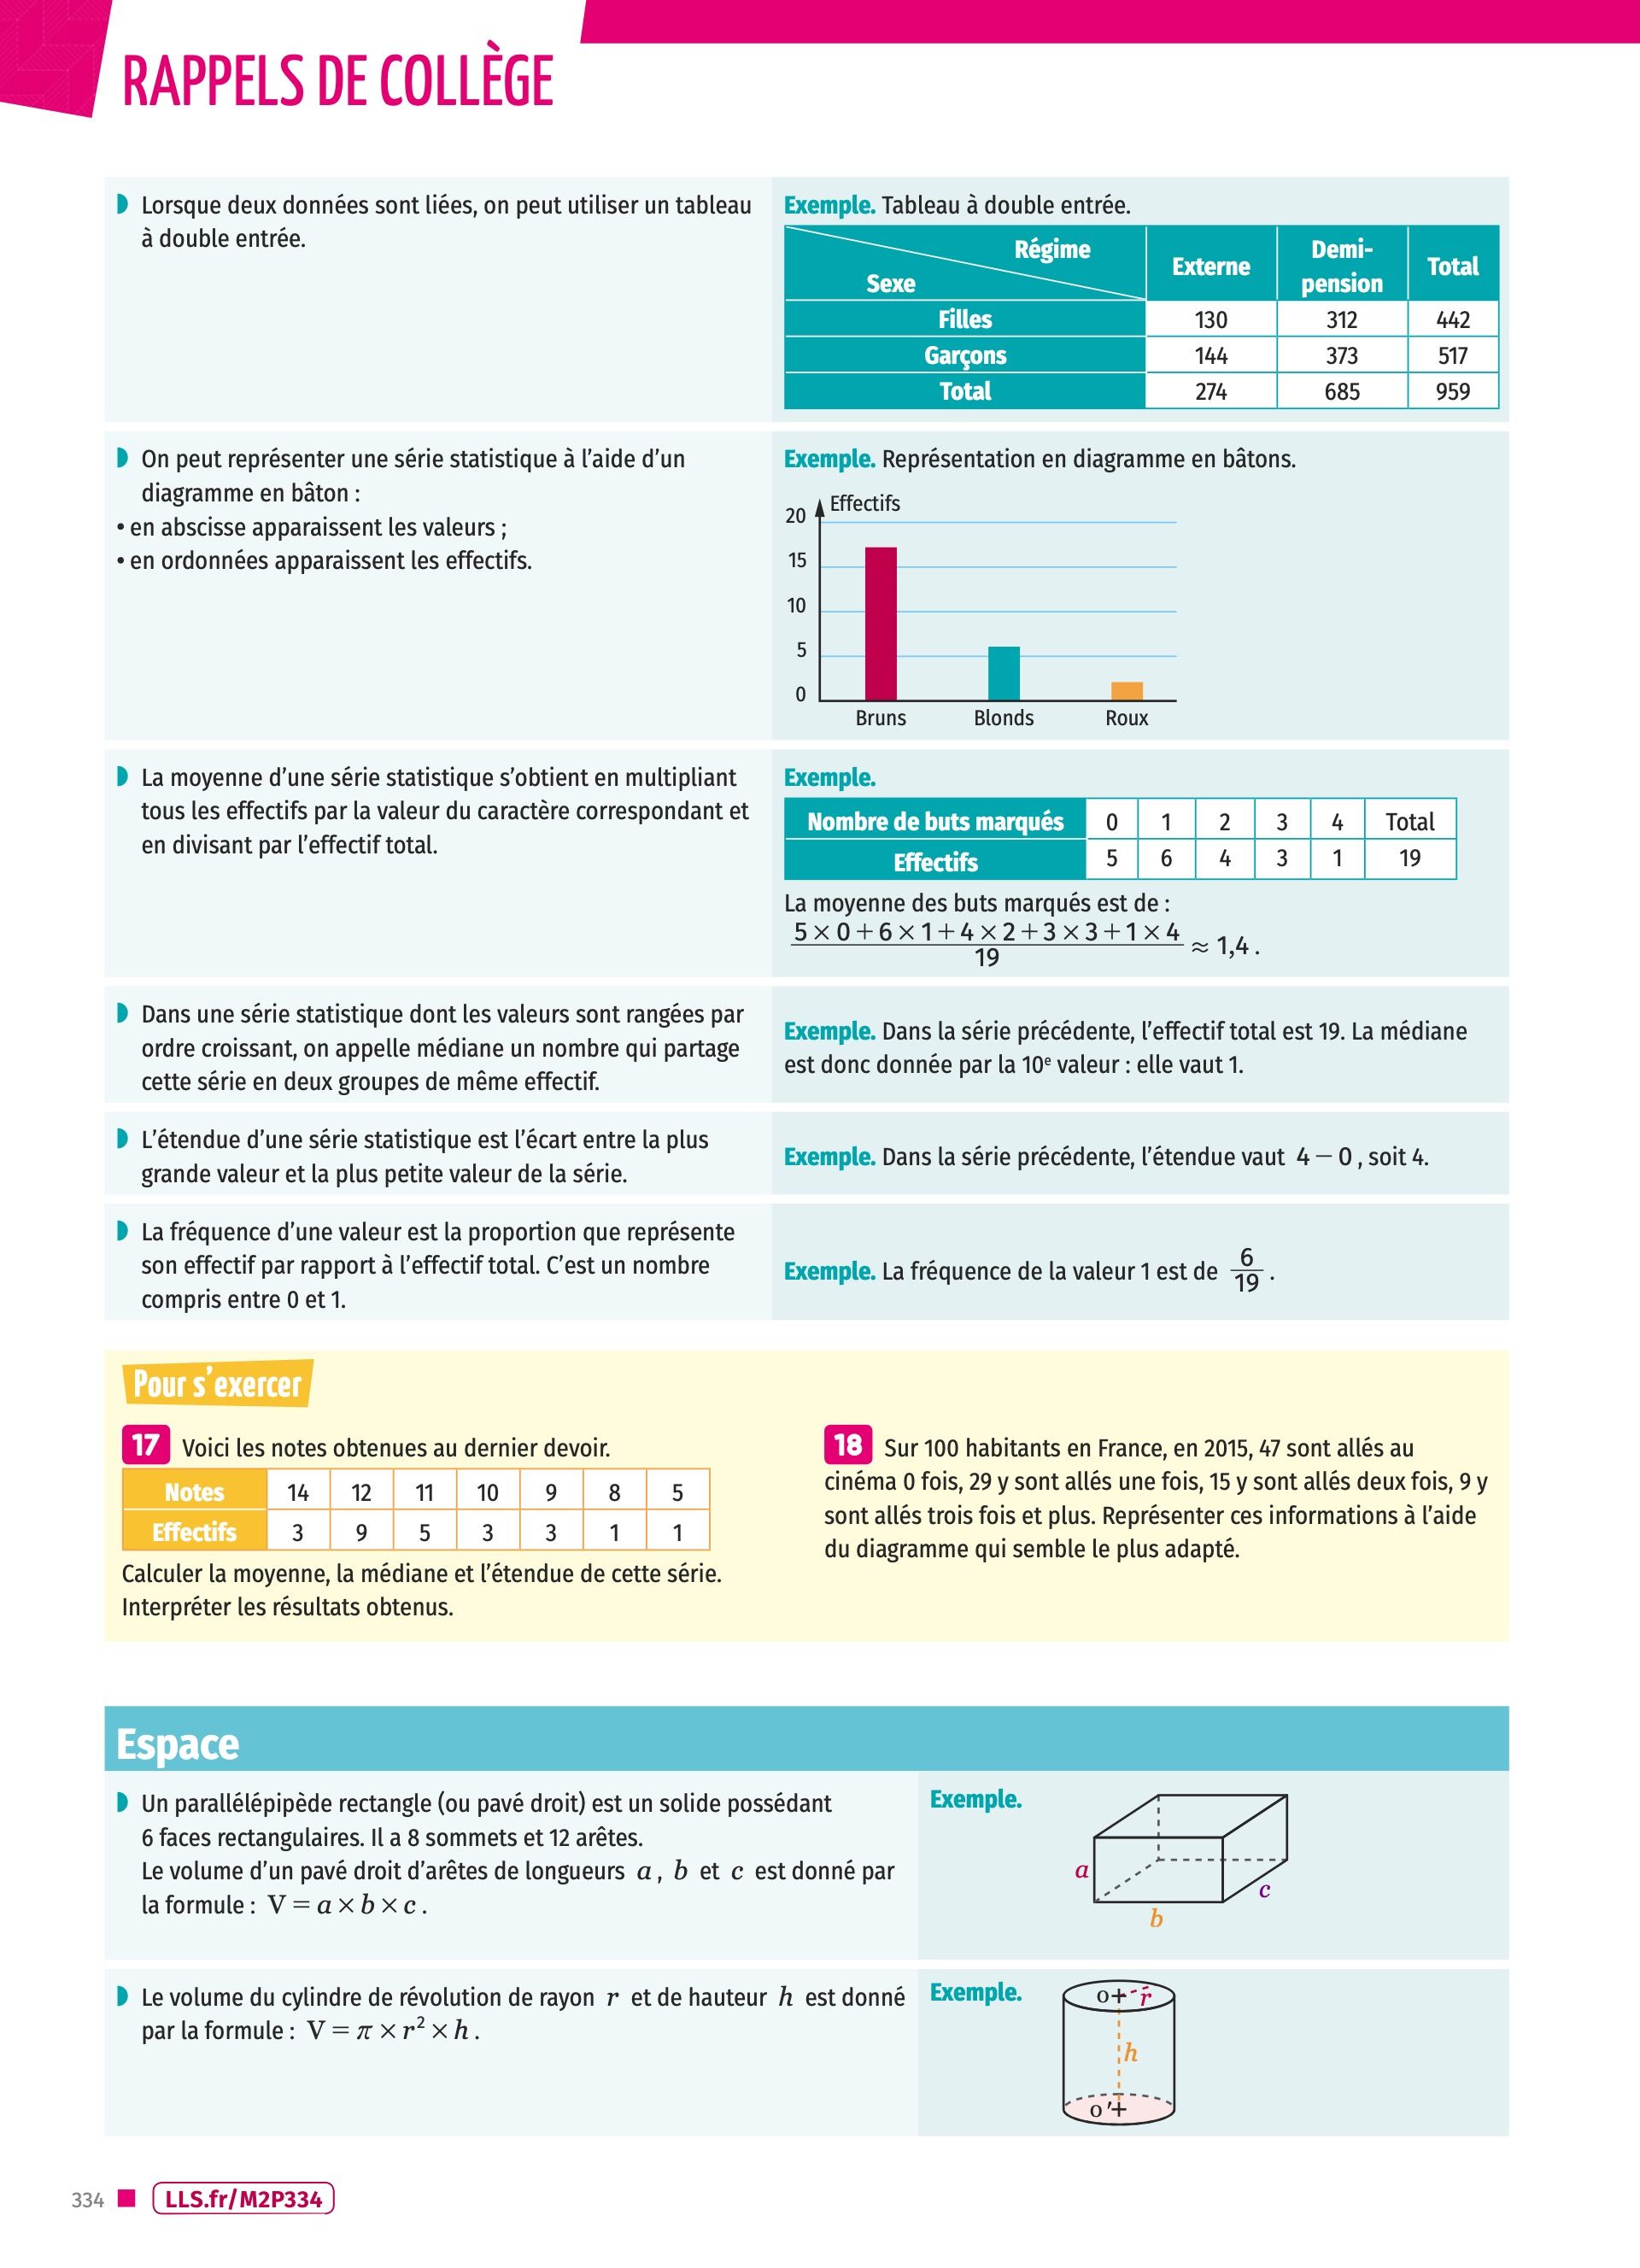 RAPPELS DE COLLÈGE
Lorsque deux données sont liées, on peut utiliser un tableau
à double entrée.
Exemple. Tableau à double entrée.
Régime
Sexe
Externe
Demi-
pension
Total
Filles 130 312 442
Garçons 144 373 517
Total 274 685 959
On peut représenter une série statistique à l’aide d’un
diagramme en bâton :
• en abscisse apparaissent les valeurs ;
• en ordonnées apparaissent les effectifs.
Exemple. Représentation en diagramme en bâtons.
Effectifs
20
15
10
5
0
Bruns Blonds Roux
La moyenne d’une série statistique s’obtient en multipliant
tous les effectifs par la valeur du caractère correspondant et
en divisant par l’effectif total.
Exemple.
Nombre de buts marqués 0 1 2 3 4 Total
Effectifs 5 6 4 3 1 19
La moyenne des buts marqués est de :
5 × 0 + 6 × 1 + 4 × 2 + 3 × 3 + 1 × 4
19
≈ 1,4 .
Dans une série statistique dont les valeurs sont rangées par
ordre croissant, on appelle médiane un nombre qui partage
cette série en deux groupes de même effectif.
Exemple. Dans la série précédente, l’effectif total est 19. La médiane
est donc donnée par la 10ᵉ valeur : elle vaut 1.
L’étendue d’une série statistique est l’écart entre la plus
grande valeur et la plus petite valeur de la série.
Exemple. Dans la série précédente, l’étendue vaut 4 − 0 , soit 4.
La fréquence d’une valeur est la proportion que représente
son effectif par rapport à l’effectif total. C’est un nombre
compris entre 0 et 1.
Exemple. La fréquence de la valeur 1 est de 6/19 .
Pour s’exercer
17 Voici les notes obtenues au dernier devoir.
Notes 14 12 11 10 9 8 5
Effectifs 3 9 5 3 3 1 1
Calculer la moyenne, la médiane et l’étendue de cette série.
Interpréter les résultats obtenus.
18 Sur 100 habitants en France, en 2015, 47 sont allés au
cinéma 0 fois, 29 y sont allés une fois, 15 y sont allés deux fois, 9 y
sont allés trois fois et plus. Représenter ces informations à l’aide
du diagramme qui semble le plus adapté.
Espace
Un parallélépipède rectangle (ou pavé droit) est un solide possédant
6 faces rectangulaires. Il a 8 sommets et 12 arêtes.
Le volume d’un pavé droit d’arêtes de longueurs a , b et c est donné par
la formule : V = a × b × c .
Exemple.
a
b
c
Le volume du cylindre de révolution de rayon r et de hauteur h est donné
par la formule : V = π × r² × h .
Exemple.
O r
h
O′
334
LLS.fr/M2P334